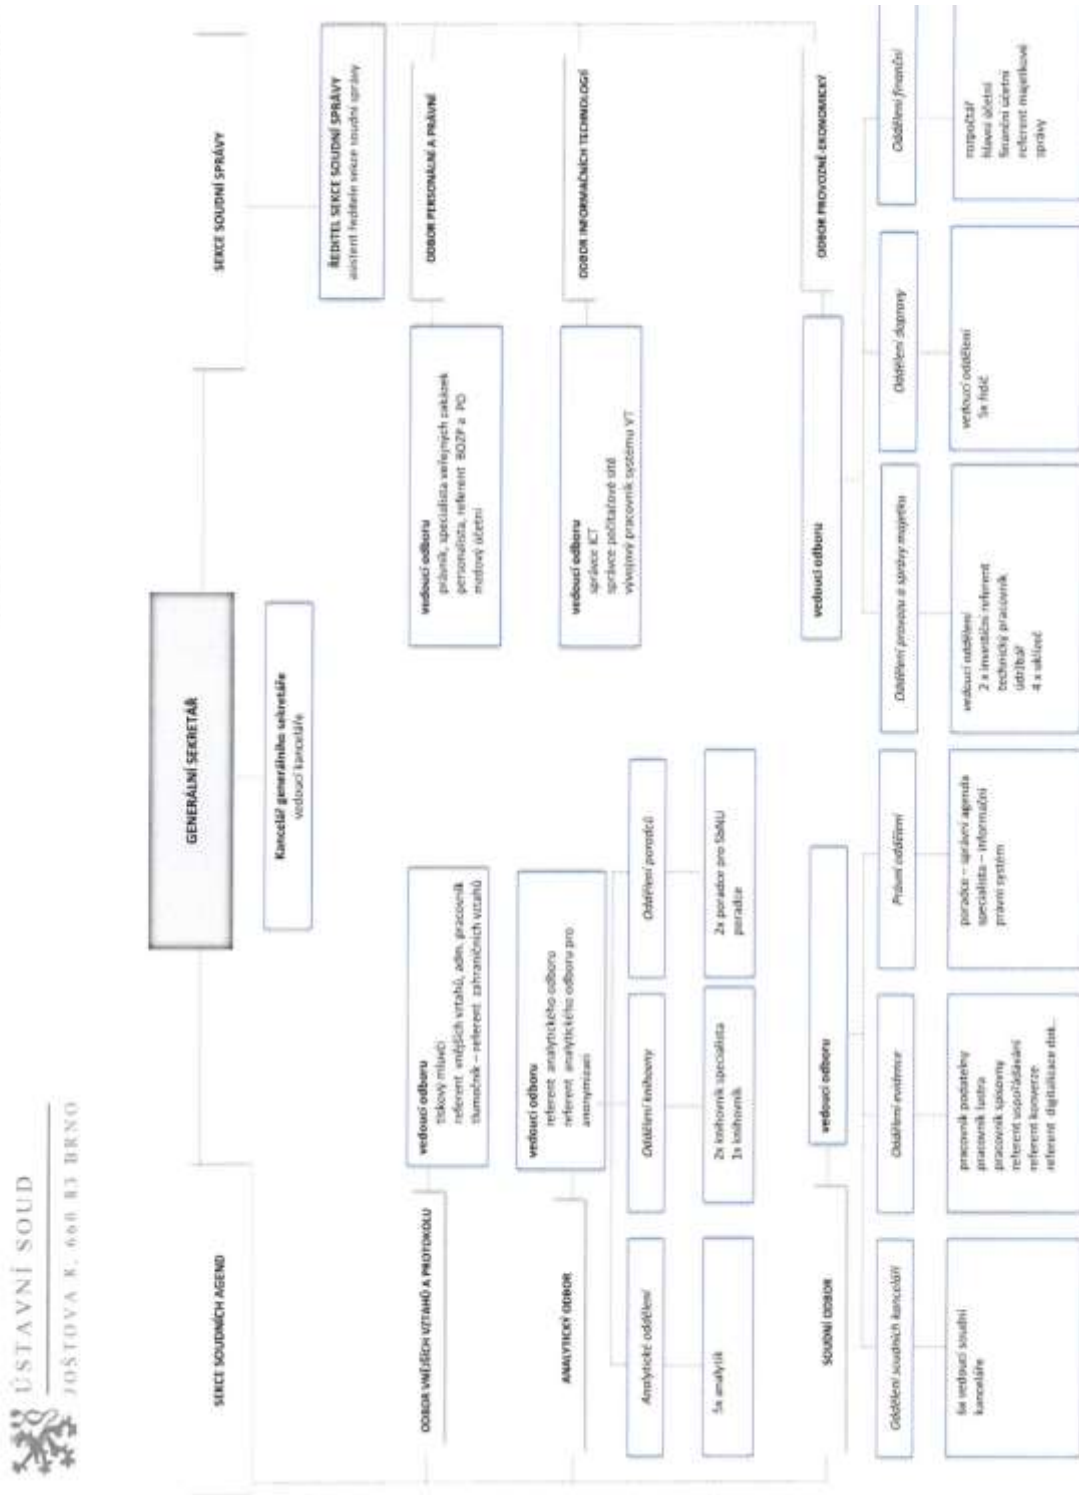 ÚSTAVNÍ SOUD
JOŠTOVA 8, 660 83 BRNO
GENERÁLNÍ SEKRETÁŘ
Kancelář generálního sekretáře
vedoucí kanceláře
SEKCE SOUDNÍCH AGEND
SEKCE SOUDNÍ SPRÁVY
ŘEDITEL SEKCE SOUDNÍ SPRÁVY
asistent ředitele sekce soudní správy
ODBOR VNĚJŠÍCH VZTAHŮ A PROTOKOLU
vedoucí odboru
tiskový mluvčí
referent vnějších vztahů, adm. pracovník
tlumočník – referent zahraničních vztahů
ANALYTICKÝ ODBOR
vedoucí odboru
referent analytického odboru
referent analytického odboru pro
anonymizaci
Analytické oddělení
5x analytik
Oddělení knihovny
2x knihovník specialista
1x knihovník
Oddělení poradců
2x poradce pro SbNU
poradce
SOUDNÍ ODBOR
vedoucí odboru
Oddělení soudních kanceláří
6x vedoucí soudní
kanceláře
Oddělení evidence
pracovník podatelny
pracovník lustra
pracovník spisovny
referent uspořádávání
referent konverze
referent digitalizace dok.
Právní oddělení
poradce – správní agenda
specialista – informační
právní systém
ODBOR PERSONÁLNÍ A PRÁVNÍ
vedoucí odboru
právník, specialista veřejných zakázek
personalista, referent BOZP a PO
mzdový účetní
ODBOR INFORMAČNÍCH TECHNOLOGIÍ
vedoucí odboru
správce ICT
správce počítačové sítě
vývojový pracovník systému VT
ODBOR PROVOZNĚ-EKONOMICKÝ
vedoucí odboru
Oddělení provozu a správy majetku
vedoucí oddělení
2 x investiční referent
technický pracovník
údržbář
4 x uklízeč
Oddělení dopravy
vedoucí oddělení
5x řidič
Oddělení finanční
rozpočtář
hlavní účetní
finanční účetní
referent majetkové
správy